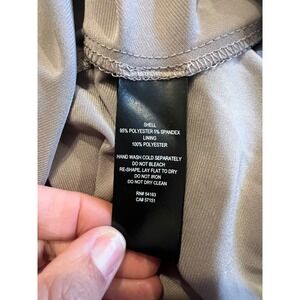 SHELL
95% POLYESTER 5% SPANDEX
LINING
100% POLYESTER
HAND WASH COLD SEPARATELY
DO NOT BLEACH
RE-SHAPE, LAY FLAT TO DRY
DO NOT IRON
DO NOT DRY CLEAN
RN# 54163
CA# 57151